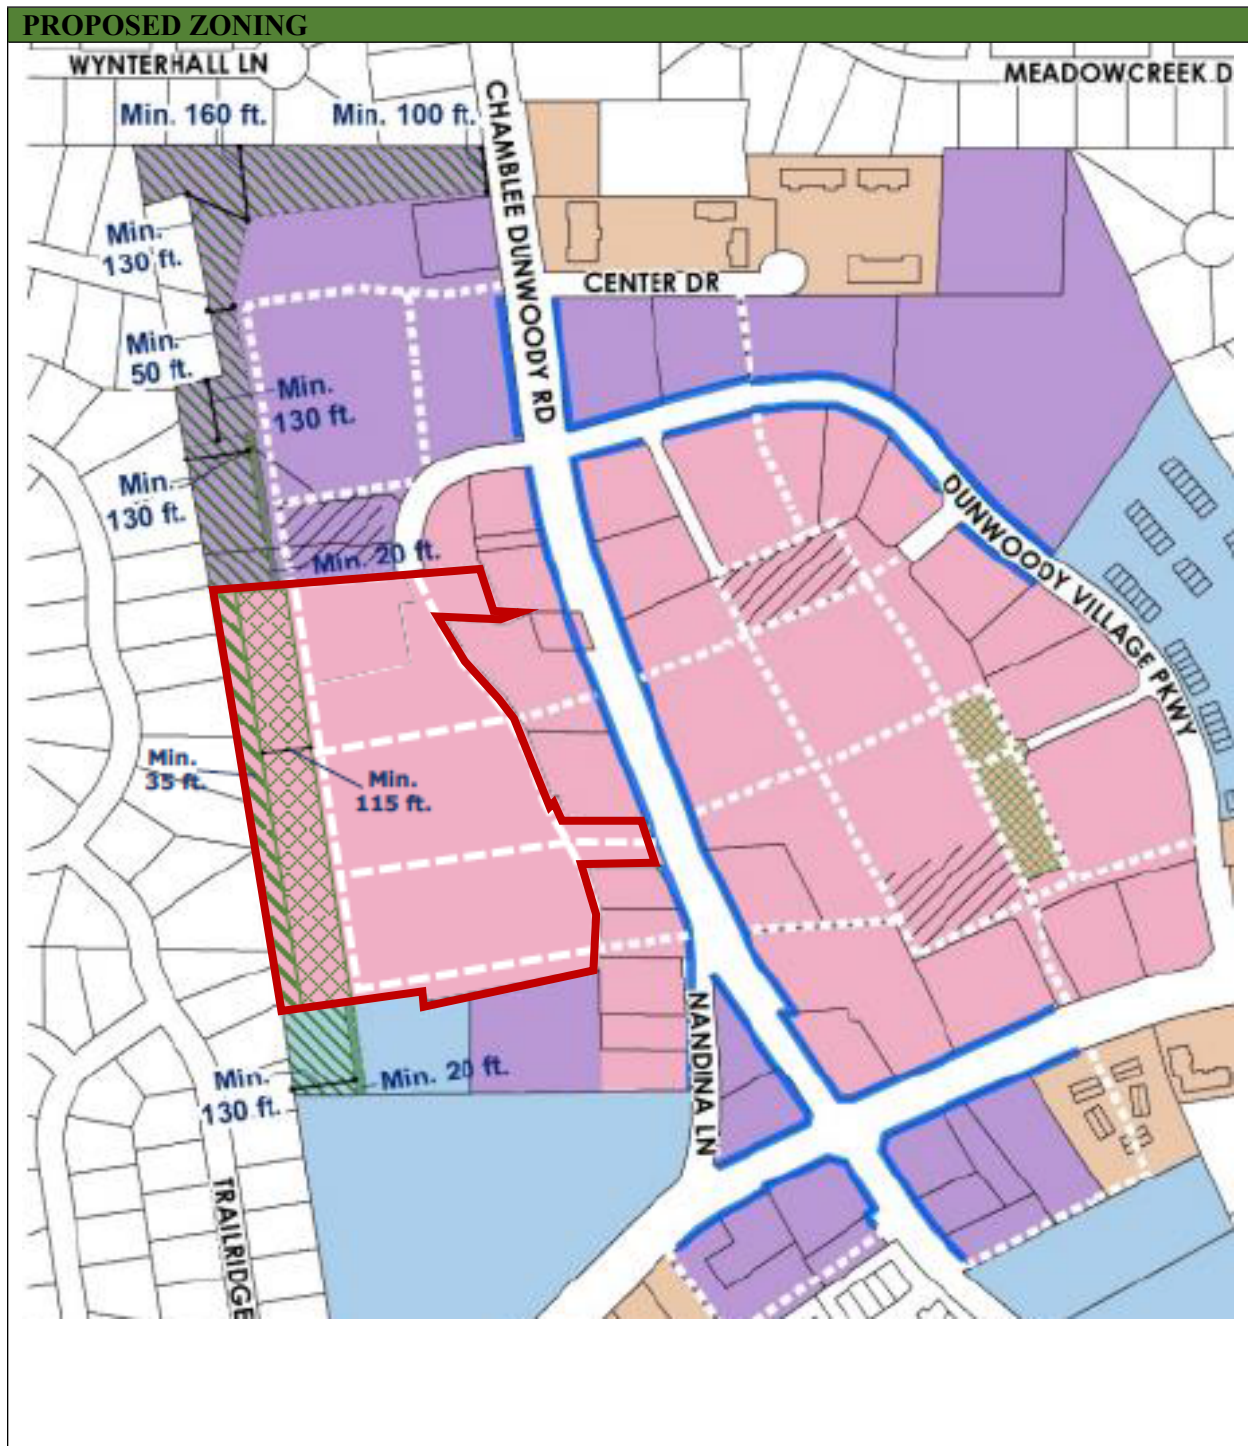 PROPOSED ZONING
WYNTERHALL LN
MEADOWCREEK D
Min. 160 ft.
Min. 100 ft.
CHAMBLEE DUNWOODY RD
Min.
130 ft.
CENTER DR
Min.
50 ft.
Min.
130 ft.
Min.
130 ft.
DUNWOODY VILLAGE PKWY
Min. 20 ft.
Min.
35 ft.
Min.
115 ft.
NANDINA LN
Min.
130 ft.
Min. 20 ft.
TRAILRIDGE